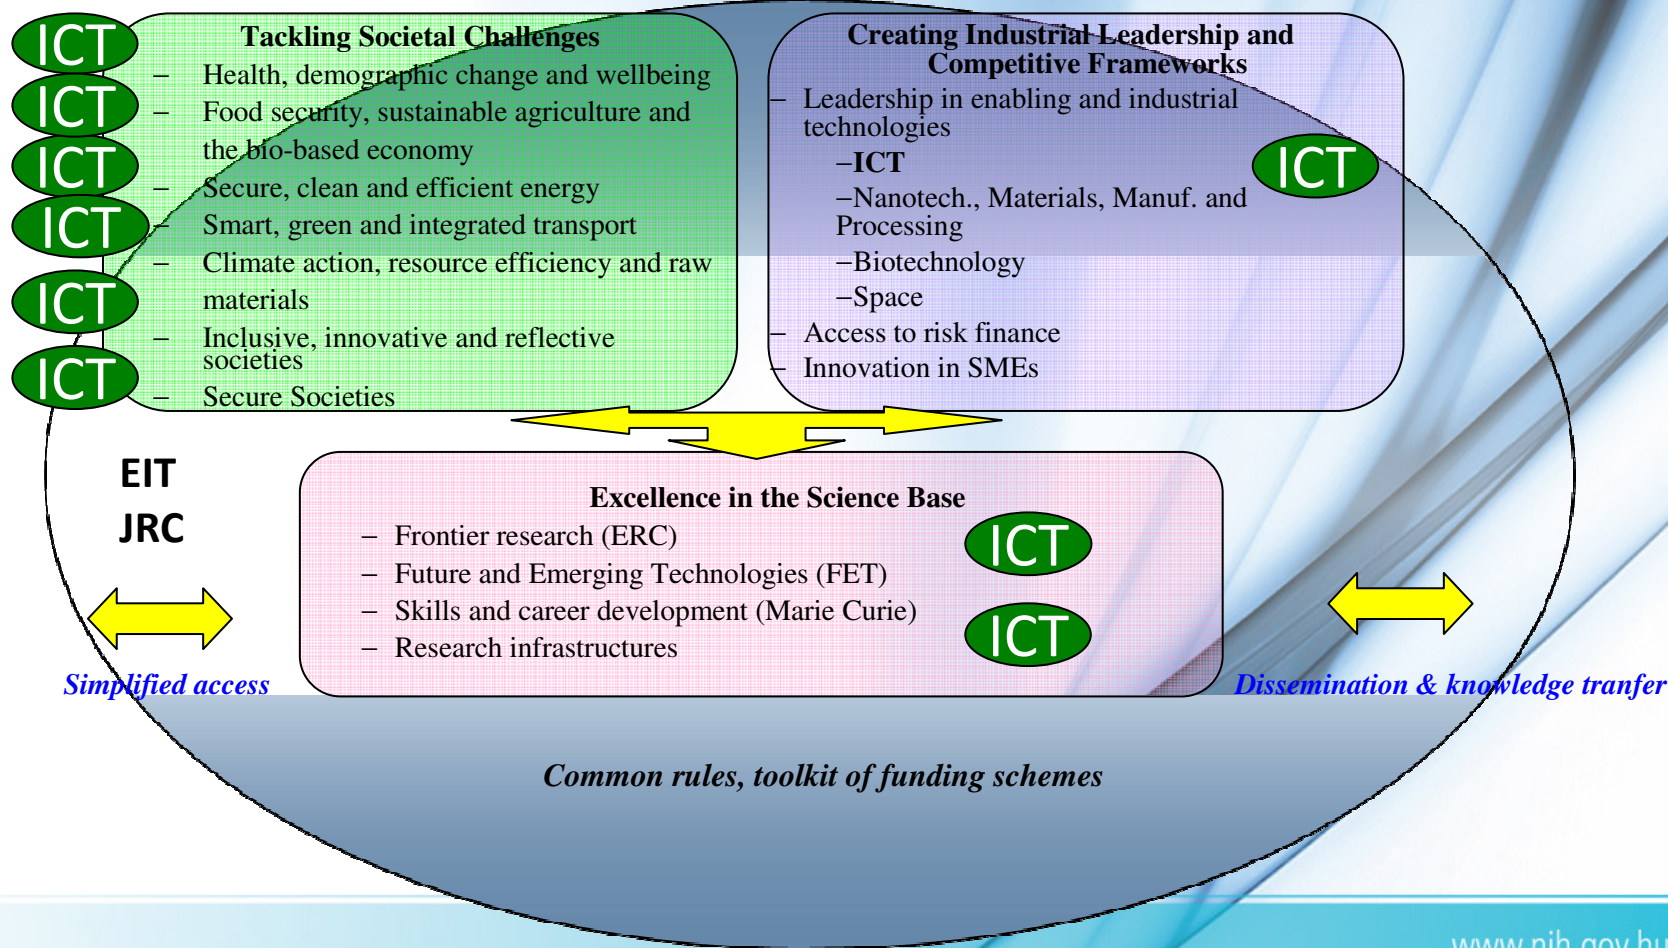 ICT
ICT
ICT
ICT
ICT
ICT
Tackling Societal Challenges
– Health, demographic change and wellbeing
– Food security, sustainable agriculture and
the bio-based economy
– Secure, clean and efficient energy
– Smart, green and integrated transport
– Climate action, resource efficiency and raw
materials
– Inclusive, innovative and reflective
societies
– Secure Societies
Creating Industrial Leadership and
Competitive Frameworks
– Leadership in enabling and industrial
technologies
–ICT
–Nanotech., Materials, Manuf. and
Processing
–Biotechnology
–Space
– Access to risk finance
– Innovation in SMEs
ICT
EIT
JRC
Excellence in the Science Base
– Frontier research (ERC)
– Future and Emerging Technologies (FET)
– Skills and career development (Marie Curie)
– Research infrastructures
ICT
ICT
Simplified access
Dissemination & knowledge tranfer
Common rules, toolkit of funding schemes
www.nih.gov.hu